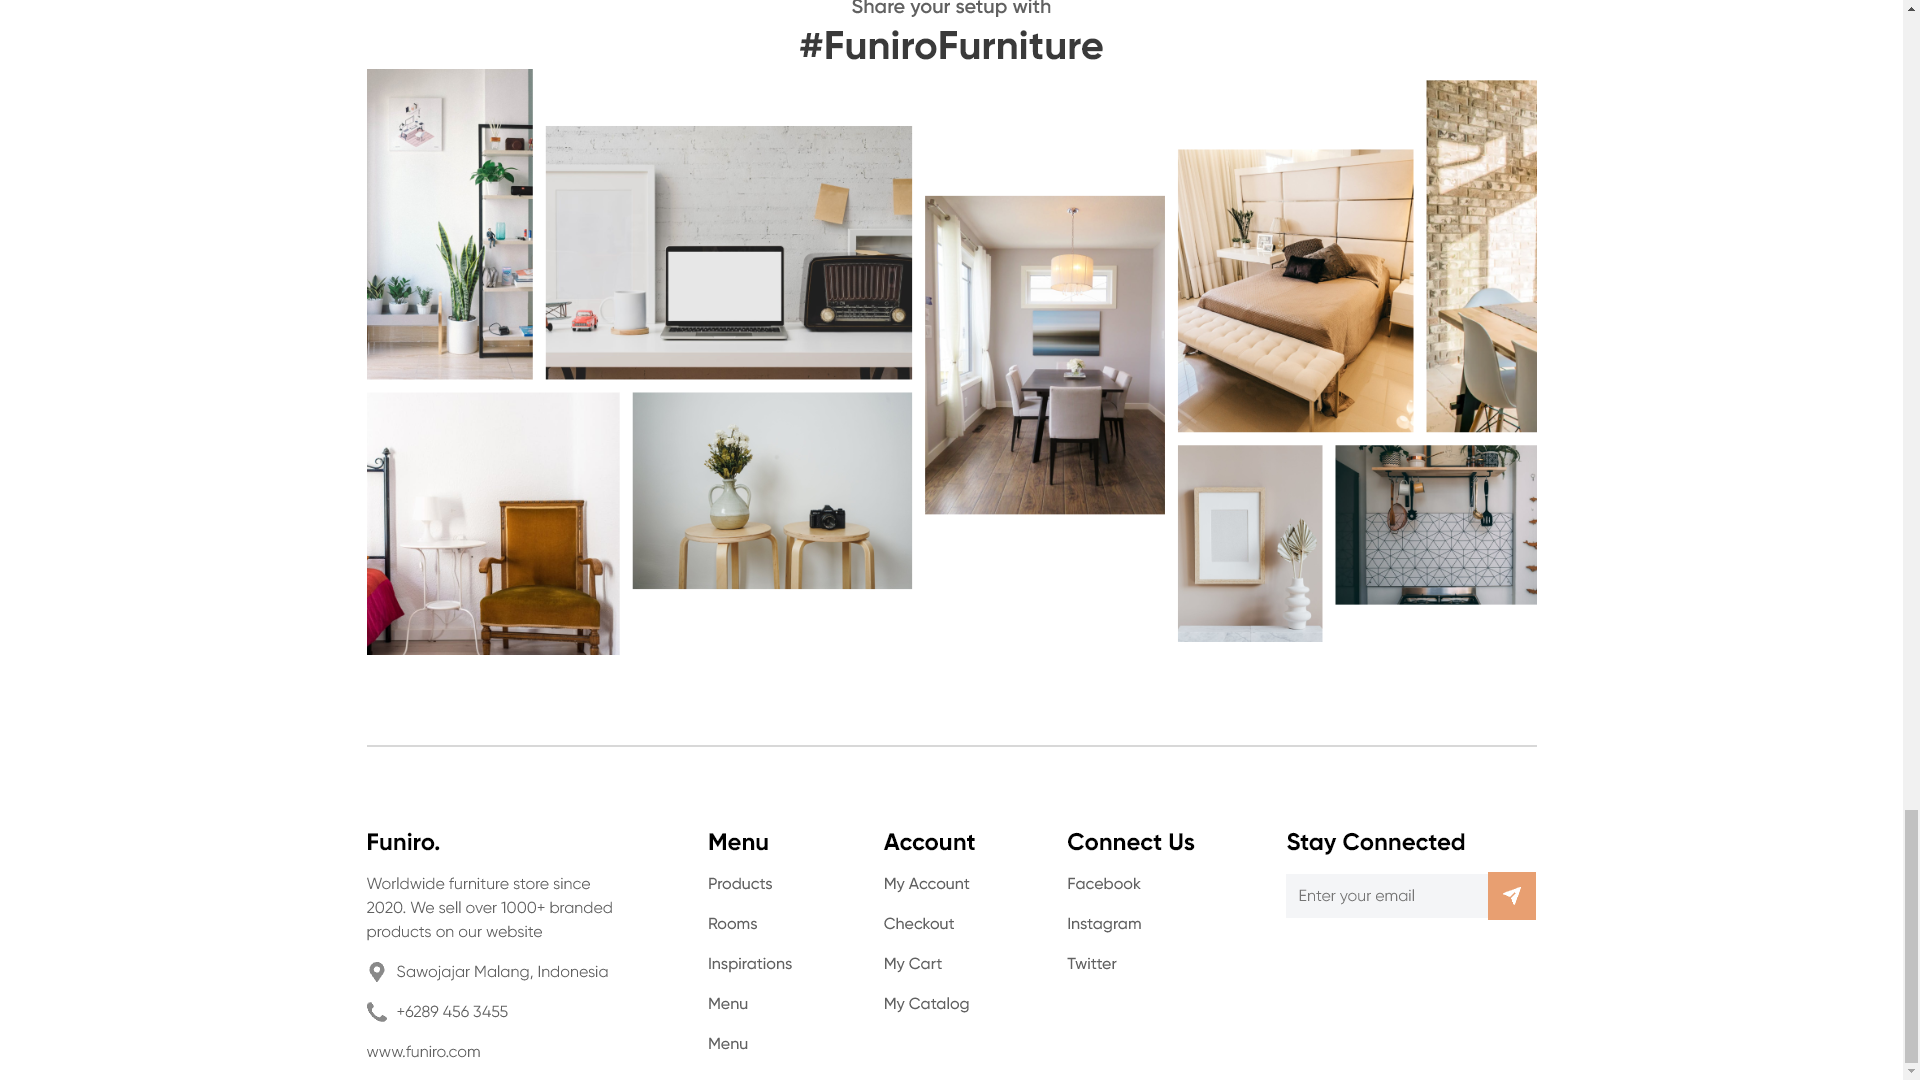 Share your setup with
#FuniroFurniture
Funiro.
Worldwide furniture store since
2020. We sell over 1000+ branded
products on our website
Sawojajar Malang, Indonesia
+6289 456 3455
www.funiro.com
Menu
Products
Rooms
Inspirations
Menu
Menu
Account
My Account
Checkout
My Cart
My Catalog
Connect Us
Facebook
Instagram
Twitter
Stay Connected
Enter your email